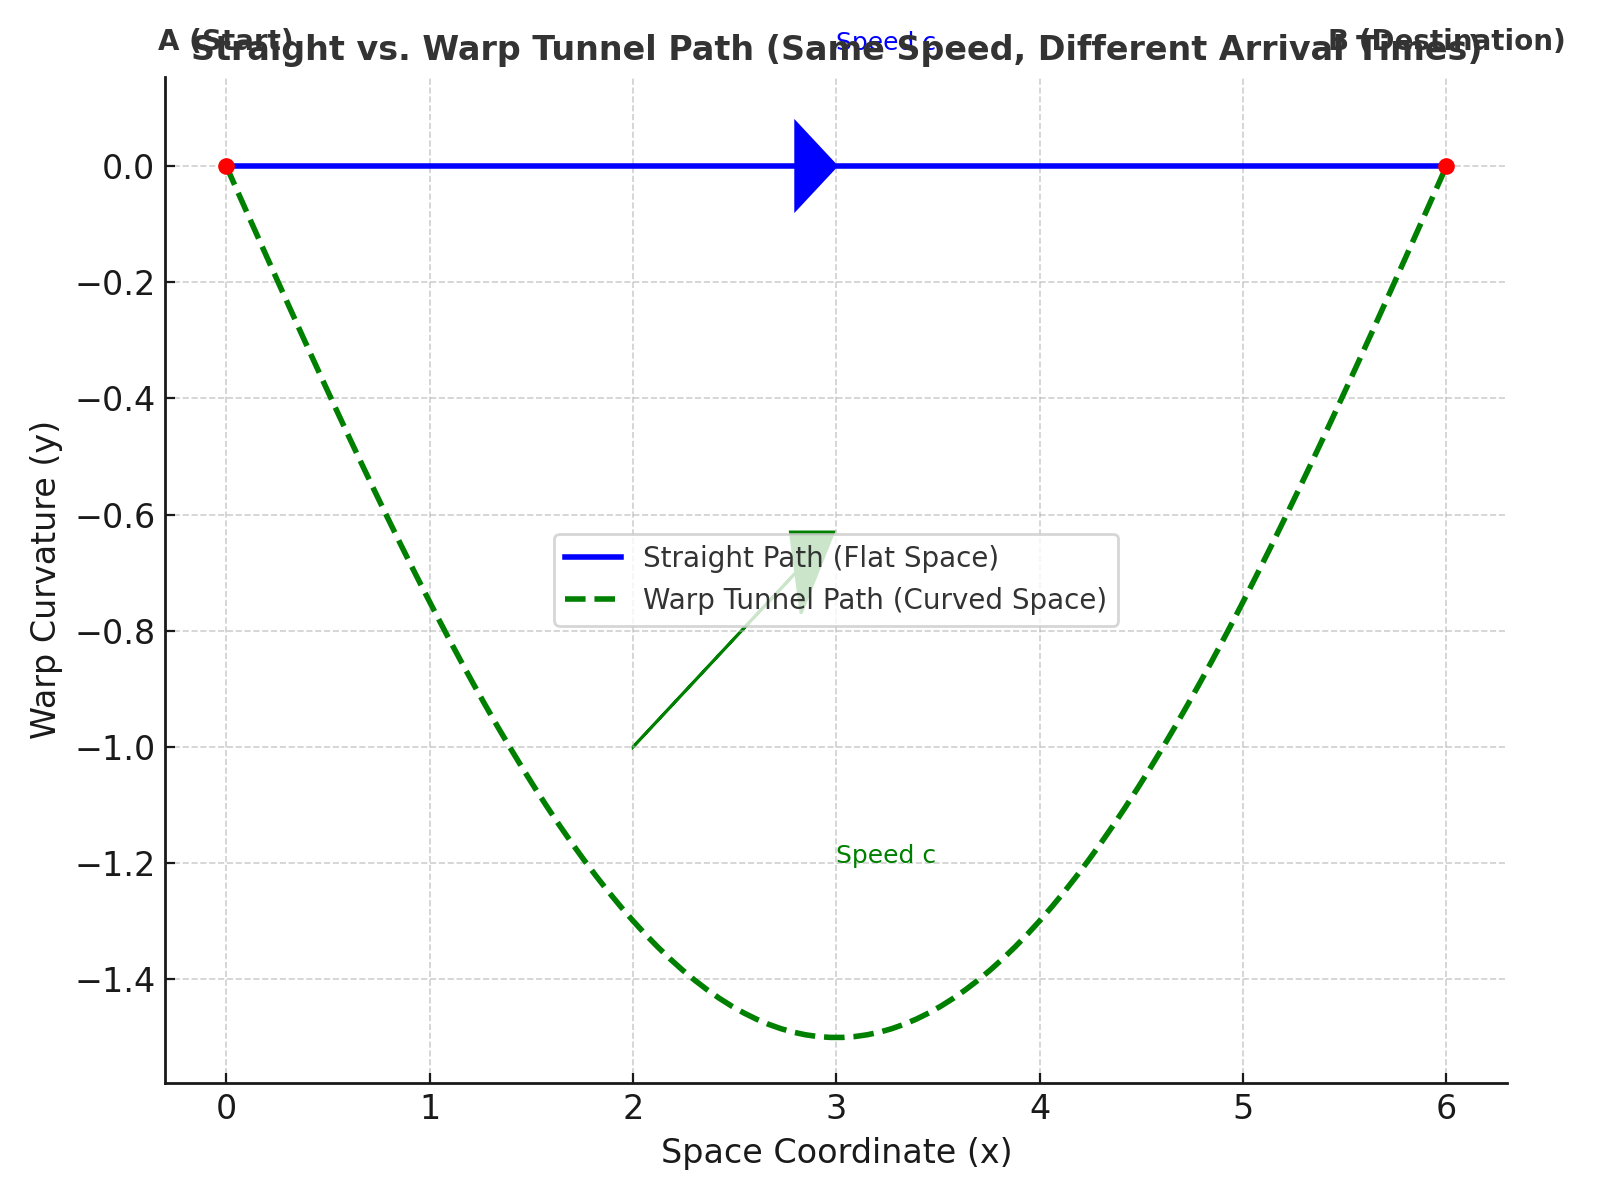 A (Start)
Speed c
B (Destination)
Straight vs. Warp Tunnel Path (Same Speed, Different Arrival Times)
0.0
−0.2
−0.4
−0.6
−0.8
−1.0
−1.2
−1.4
Warp Curvature (y)
Straight Path (Flat Space)
Warp Tunnel Path (Curved Space)
Speed c
0 1 2 3 4 5 6
Space Coordinate (x)